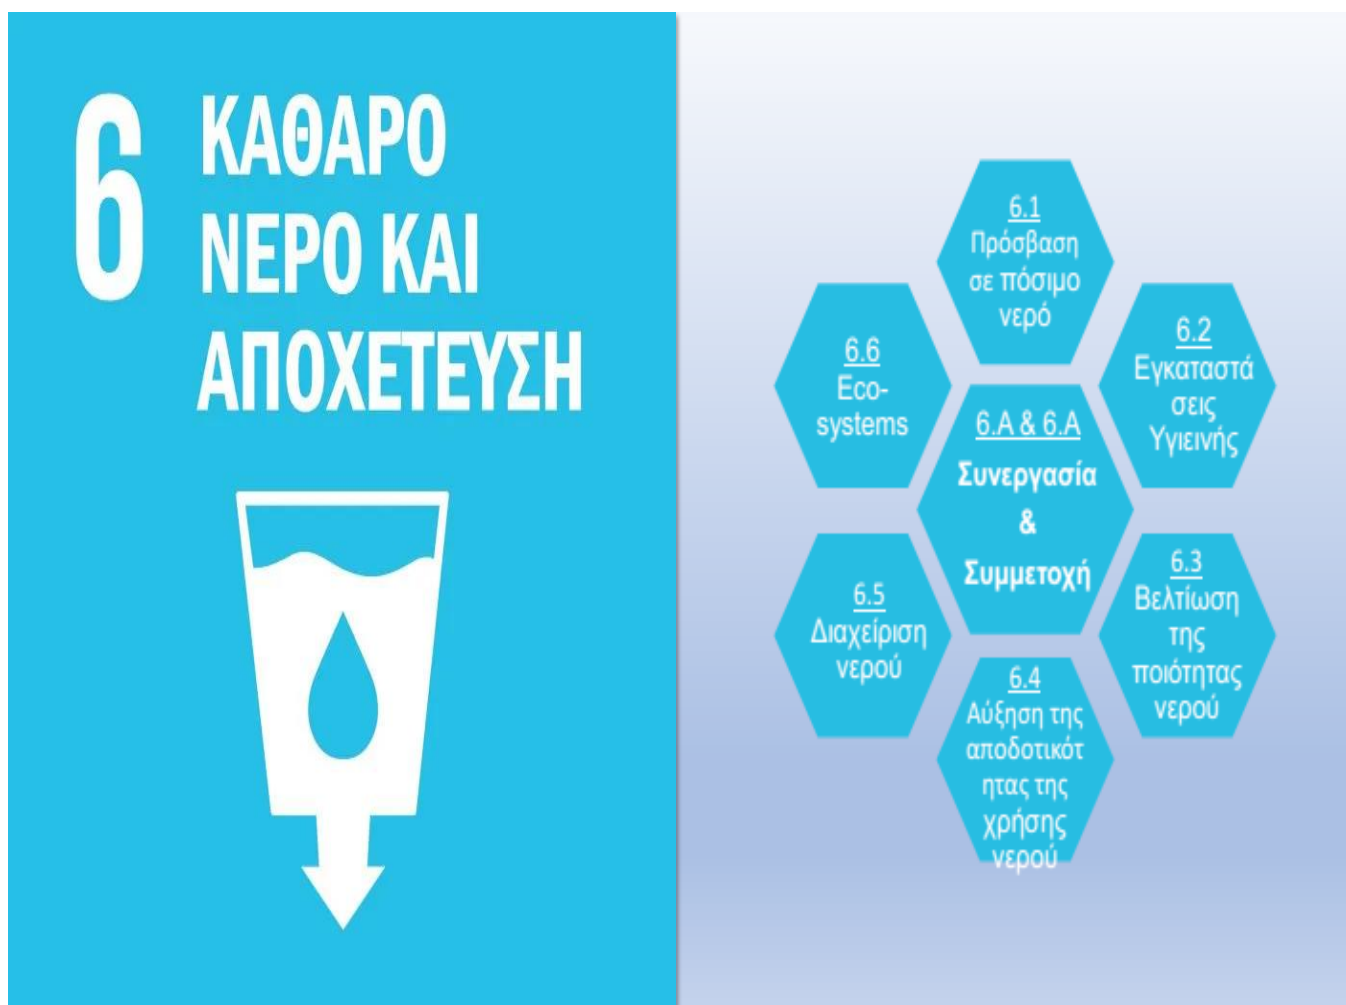 6
ΚΑΘΑΡΟ
ΝΕΡΟ ΚΑΙ
ΑΠΟΧΕΤΕΥΣΗ
6.1
Πρόσβαση
σε πόσιμο
νερό
6.2
Εγκαταστά
σεις
Υγιεινής
6.3
Βελτίωση
της
ποιότητας
νερού
6.4
Αύξηση της
αποδοτικότ
ητας της
χρήσης
νερού
6.5
Διαχείριση
νερού
6.6
Eco-
systems
6.A & 6.A
Συνεργασία
&
Συμμετοχή